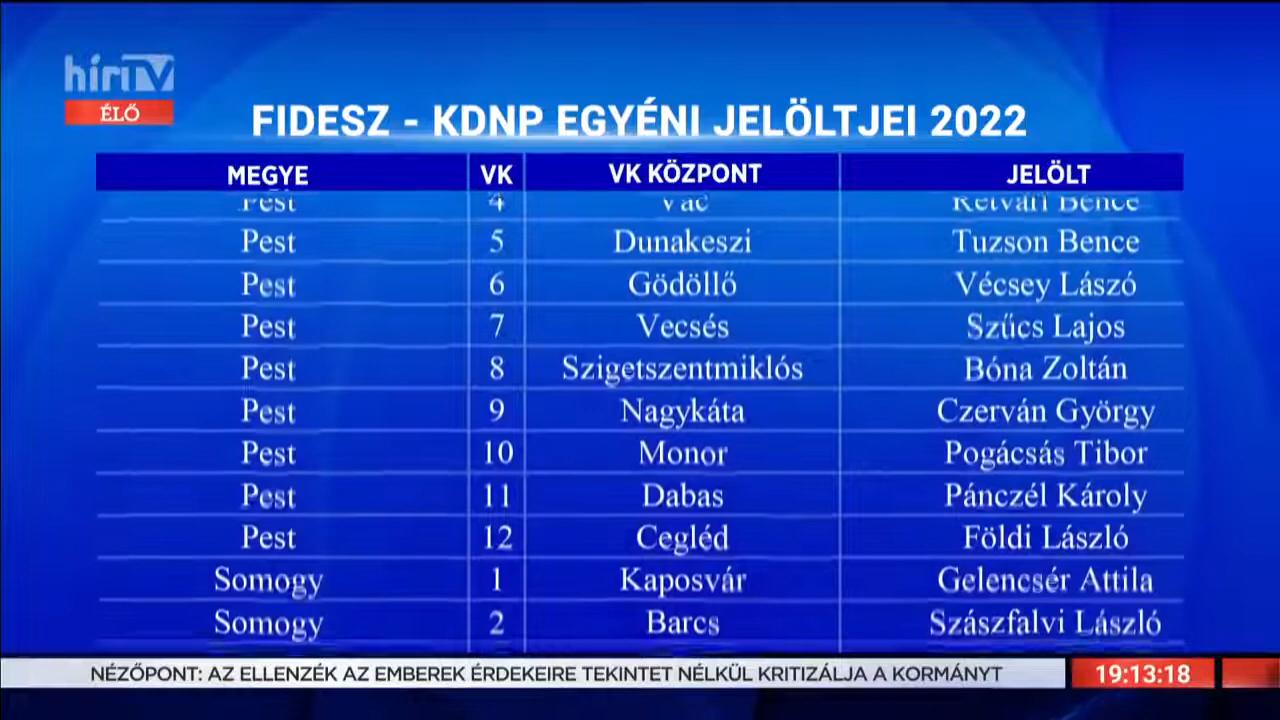 hírTV
ÉLŐ
FIDESZ - KDNP EGYÉNI JELÖLTJEI 2022
MEGYE VK VK KÖZPONT JELÖLT
Pest 4 Vác Rétvári Bence
Pest 5 Dunakeszi Tuzson Bence
Pest 6 Gödöllő Vécsey László
Pest 7 Vecsés Szűcs Lajos
Pest 8 Szigetszentmiklós Bóna Zoltán
Pest 9 Nagykáta Czerván György
Pest 10 Monor Pogácsás Tibor
Pest 11 Dabas Pánczél Károly
Pest 12 Cegléd Földi László
Somogy 1 Kaposvár Gelencsér Attila
Somogy 2 Barcs Szászfalvi László
NÉZŐPONT: AZ ELLENZÉK AZ EMBEREK ÉRDEKEIRE TEKINTET NÉLKÜL KRITIZÁLJA A KORMÁNYT 19:13:18